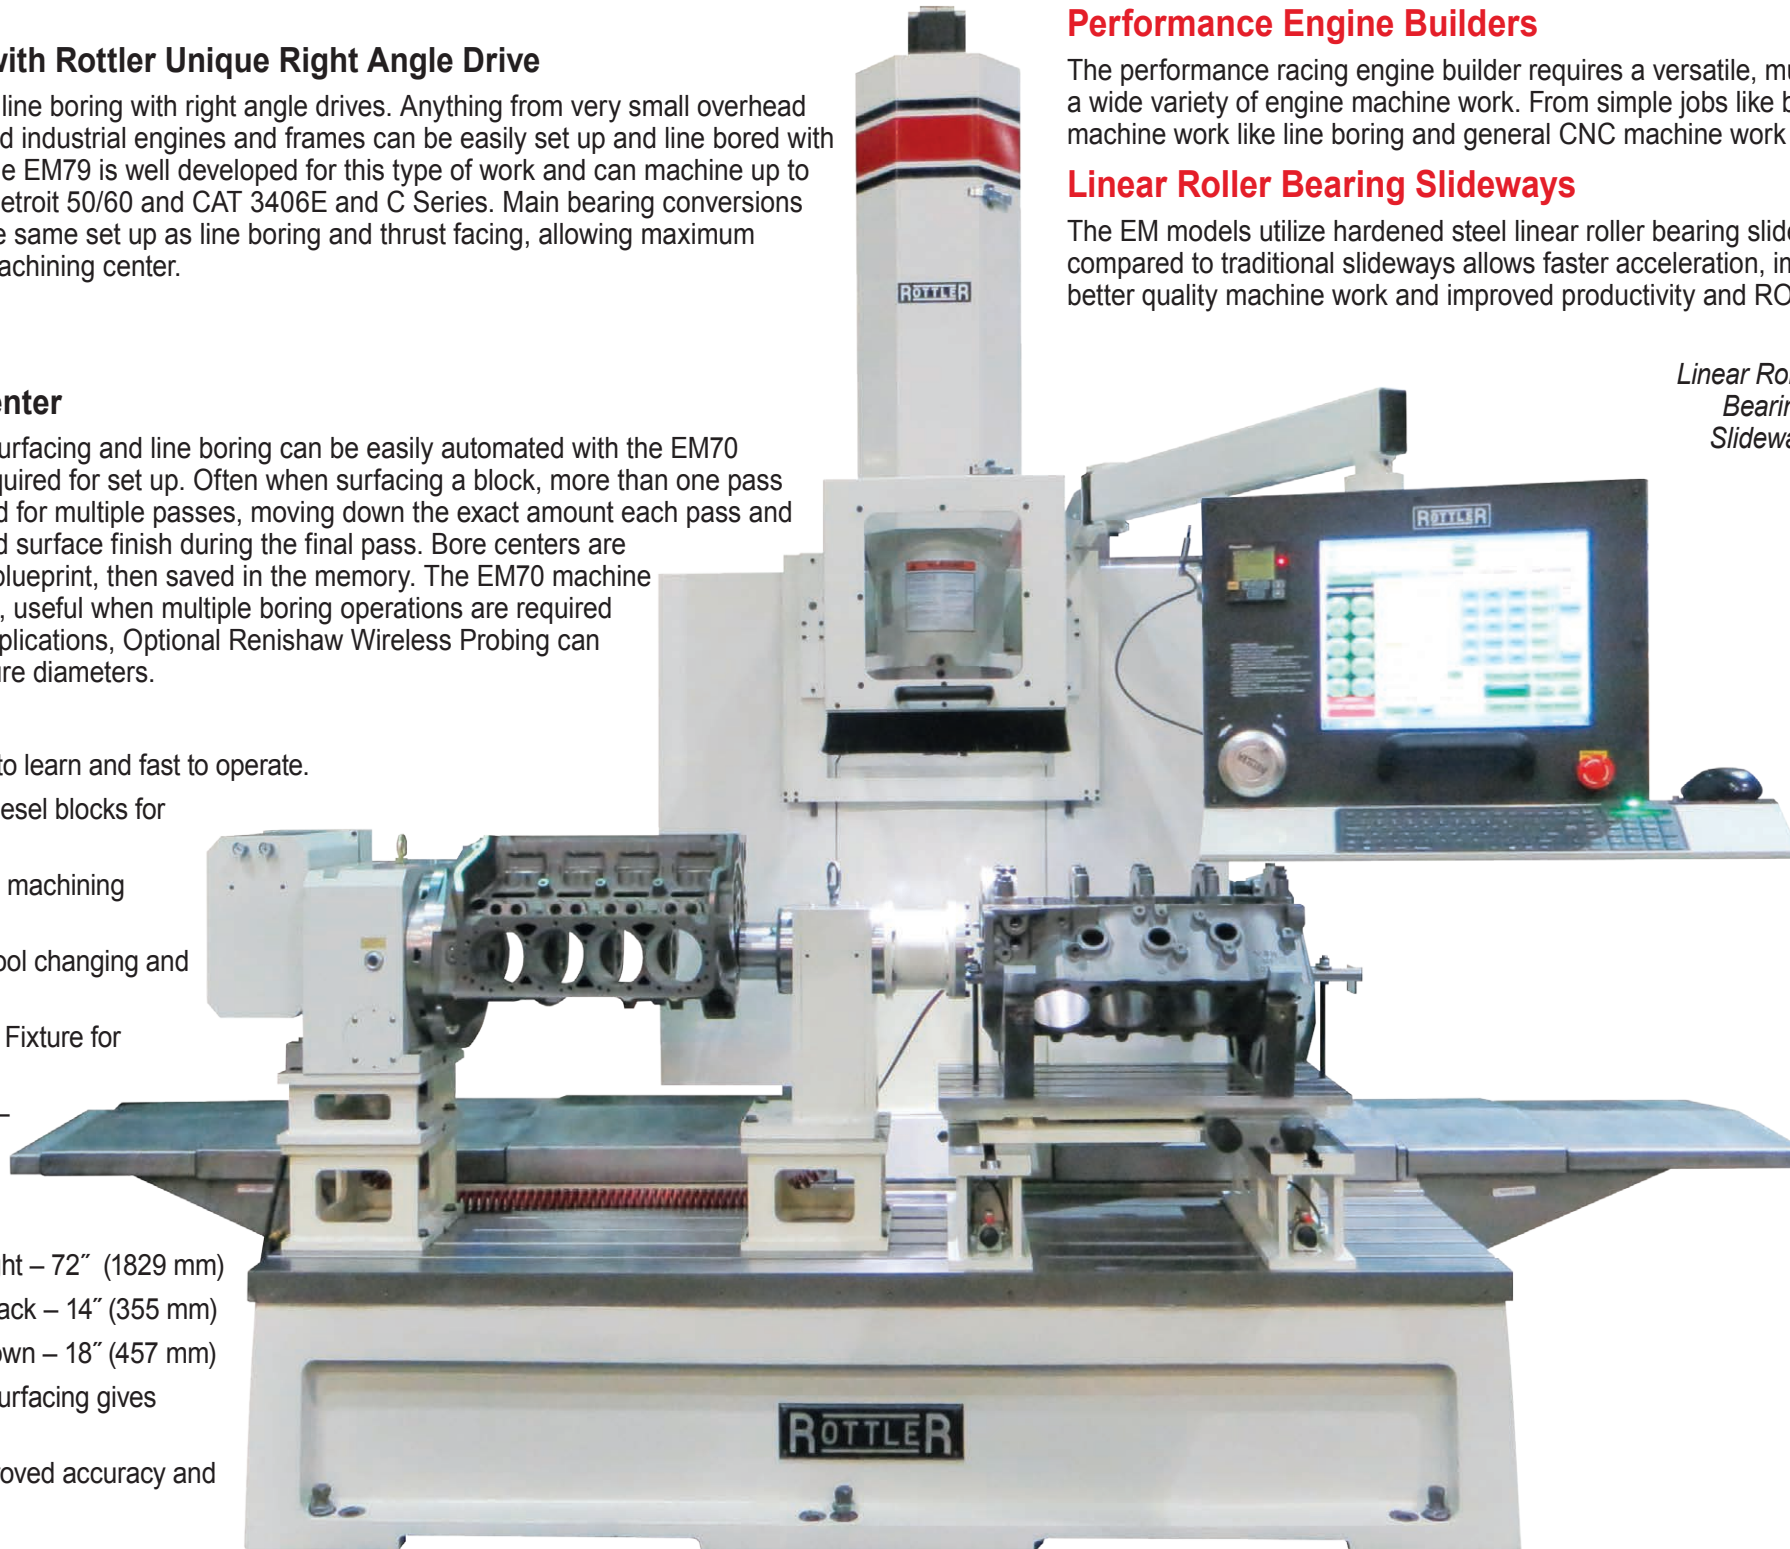 with Rottler Unique Right Angle Drive
line boring with right angle drives. Anything from very small overhead
d industrial engines and frames can be easily set up and line bored with
e EM79 is well developed for this type of work and can machine up to
etroit 50/60 and CAT 3406E and C Series. Main bearing conversions
e same set up as line boring and thrust facing, allowing maximum
achining center.
enter
urfacing and line boring can be easily automated with the EM70
quired for set up. Often when surfacing a block, more than one pass
d for multiple passes, moving down the exact amount each pass and
d surface finish during the final pass. Bore centers are
blueprint, then saved in the memory. The EM70 machine
, useful when multiple boring operations are required
plications, Optional Renishaw Wireless Probing can
ure diameters.
to learn and fast to operate.
esel blocks for
machining
ool changing and
Fixture for
–
ght – 72˝ (1829 mm)
ack – 14˝ (355 mm)
own – 18˝ (457 mm)
urfacing gives
roved accuracy and
Performance Engine Builders
The performance racing engine builder requires a versatile, mu
a wide variety of engine machine work. From simple jobs like b
machine work like line boring and general CNC machine work
Linear Roller Bearing Slideways
The EM models utilize hardened steel linear roller bearing slide
compared to traditional slideways allows faster acceleration, in
better quality machine work and improved productivity and RO
Linear Rol
Bearin
Slidewa
ROTTLER
ROTTLER
ROTTLER